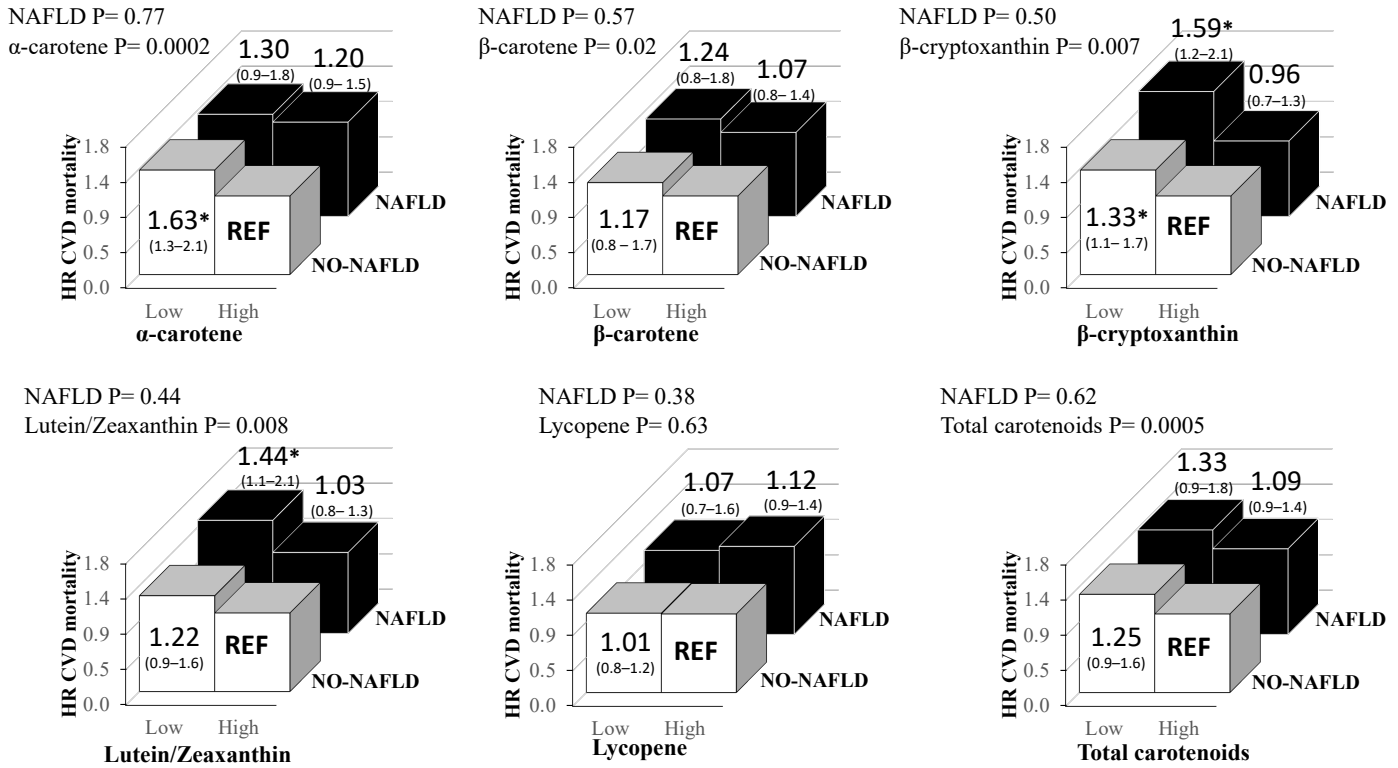 NAFLD P= 0.77
α-carotene P= 0.0002
1.30
(0.9–1.8)
1.20
(0.9– 1.5)
HR CVD mortality
1.8
1.4
0.9
0.5
0.0
1.63*
(1.3–2.1)
REF
NAFLD
NO-NAFLD
Low High
α-carotene
NAFLD P= 0.57
β-carotene P= 0.02
1.24
(0.8–1.8)
1.07
(0.8– 1.4)
HR CVD mortality
1.8
1.4
0.9
0.5
0.0
1.17
(0.8 – 1.7)
REF
NAFLD
NO-NAFLD
Low High
β-carotene
NAFLD P= 0.50
β-cryptoxanthin P= 0.007
1.59*
(1.2–2.1)
0.96
(0.7–1.3)
HR CVD mortality
1.8
1.4
0.9
0.5
0.0
1.33*
(1.1– 1.7)
REF
NAFLD
NO-NAFLD
Low High
β-cryptoxanthin
NAFLD P= 0.44
Lutein/Zeaxanthin P= 0.008
1.44*
(1.1–2.1)
1.03
(0.8– 1.3)
HR CVD mortality
1.8
1.4
0.9
0.5
0.0
1.22
(0.9–1.6)
REF
NAFLD
NO-NAFLD
Low High
Lutein/Zeaxanthin
NAFLD P= 0.38
Lycopene P= 0.63
1.07
(0.7–1.6)
1.12
(0.9–1.4)
HR CVD mortality
1.8
1.4
0.9
0.5
0.0
1.01
(0.8–1.2)
REF
NAFLD
NO-NAFLD
Low High
Lycopene
NAFLD P= 0.62
Total carotenoids P= 0.0005
1.33
(0.9–1.8)
1.09
(0.9–1.4)
HR CVD mortality
1.8
1.4
0.9
0.5
0.0
1.25
(0.9–1.6)
REF
NAFLD
NO-NAFLD
Low High
Total carotenoids